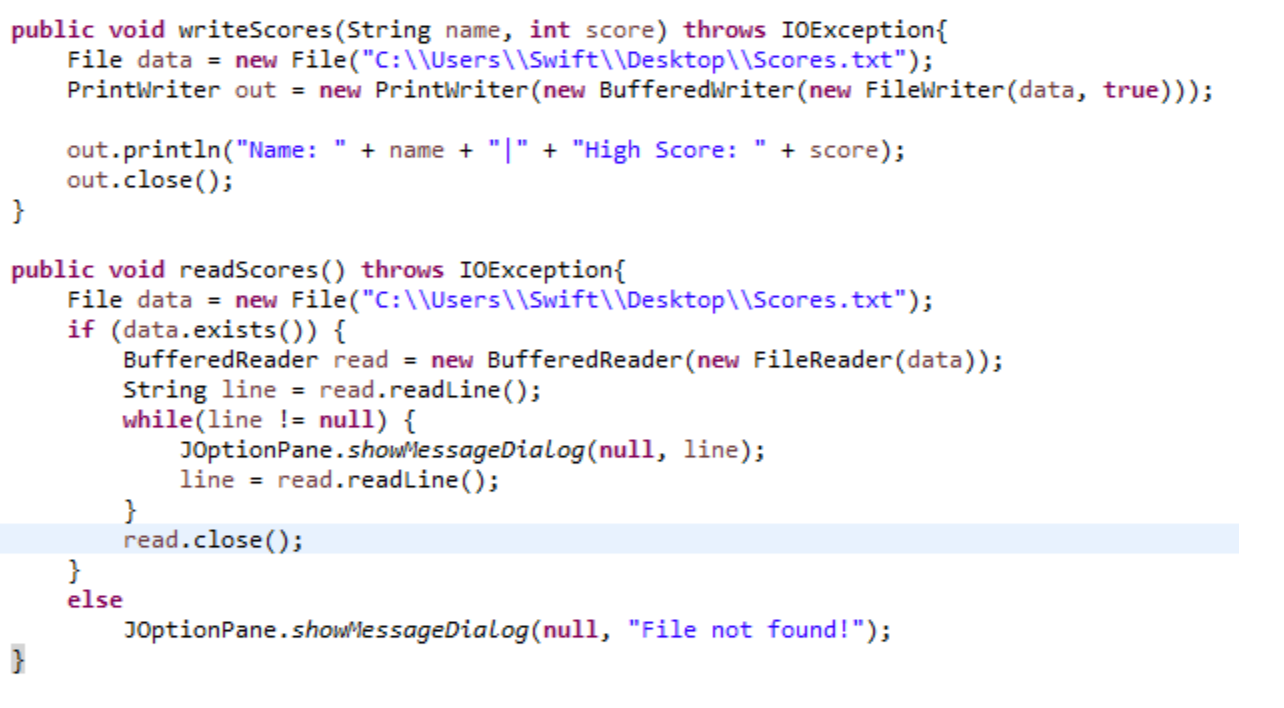 public void writeScores(String name, int score) throws IOException{
    File data = new File("C:\\Users\\Swift\\Desktop\\Scores.txt");
    PrintWriter out = new PrintWriter(new BufferedWriter(new FileWriter(data, true)));

    out.println("Name: " + name + "|" + "High Score: " + score);
    out.close();
}

public void readScores() throws IOException{
    File data = new File("C:\\Users\\Swift\\Desktop\\Scores.txt");
    if (data.exists()) {
        BufferedReader read = new BufferedReader(new FileReader(data));
        String line = read.readLine();
        while(line != null) {
            JOptionPane.showMessageDialog(null, line);
            line = read.readLine();
        }
        read.close();
    }
    else
        JOptionPane.showMessageDialog(null, "File not found!");
}